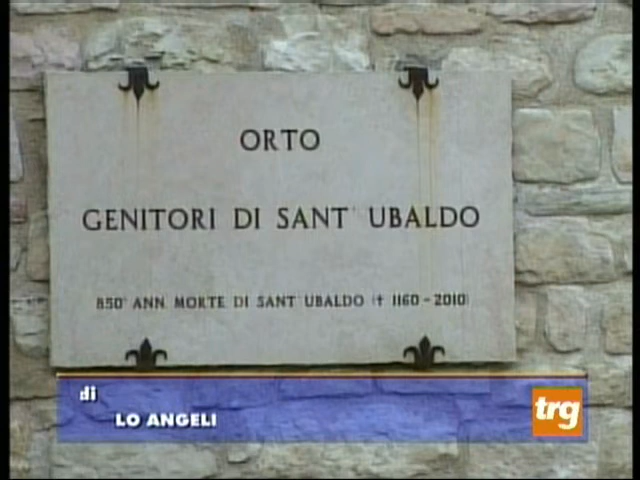 ORTO
GENITORI DI SANT' UBALDO
850° ANN MORTE DI SANT'UBALDO († 1160 - 2010)
di
LO ANGELI
trg